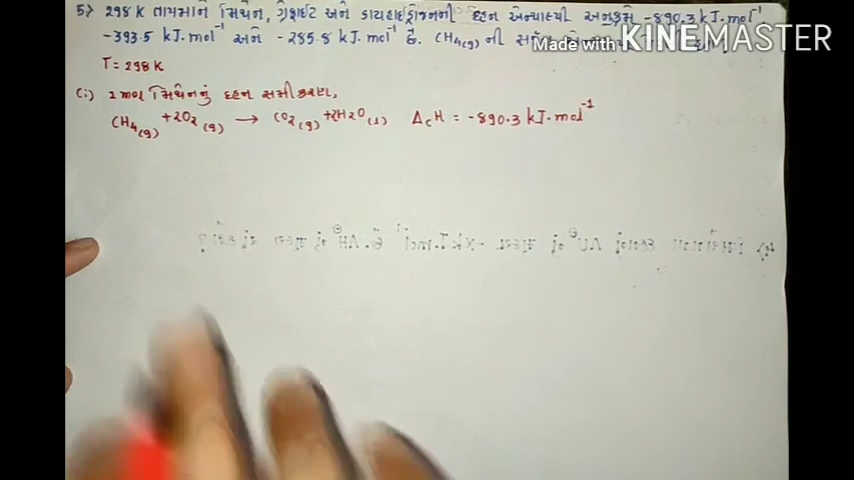 5} 298 K તાપમાને મિથેન, ગ્રેફાઈટ અને ડાયહાઈડ્રોજનની દહન એન્થાલ્પી અનુક્રમે -890.3 kJ.mol⁻¹,
-393.5 kJ.mol⁻¹ અને -285.8 kJ.mol⁻¹ છે. CH₄(g) ની
Made with KINEMASTER
T = 298 K
(i) 1 mol મિથેનનું દહન સમીકરણ,
CH₄(g) + 2O₂(g) → CO₂(g) + 2H₂O(l) ΔcH = -890.3 kJ.mol⁻¹